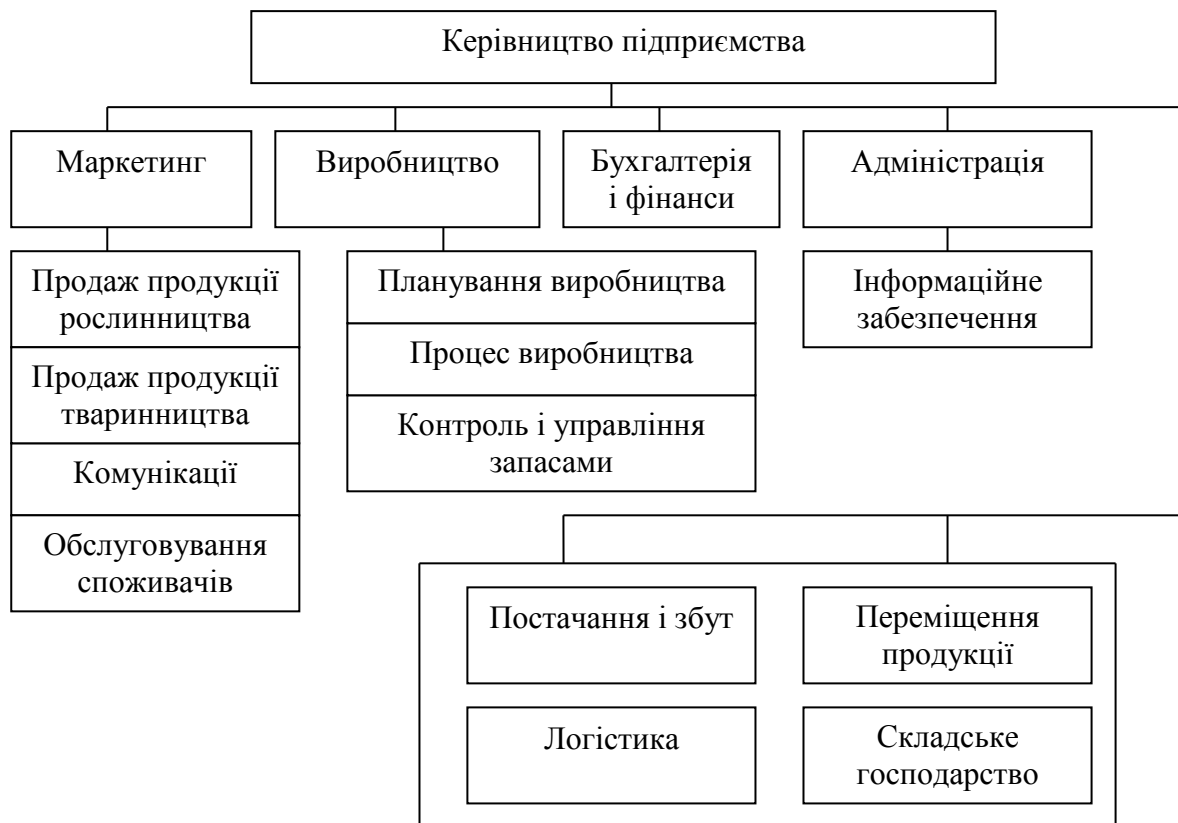 Керівництво підприємства
Маркетинг
Виробництво
Бухгалтерія
і фінанси
Адміністрація
Продаж продукції
рослинництва
Продаж продукції
тваринництва
Комунікації
Обслуговування
споживачів
Планування виробництва
Процес виробництва
Контроль і управління
запасами
Інформаційне
забезпечення
Постачання і збут
Переміщення
продукції
Логістика
Складське
господарство